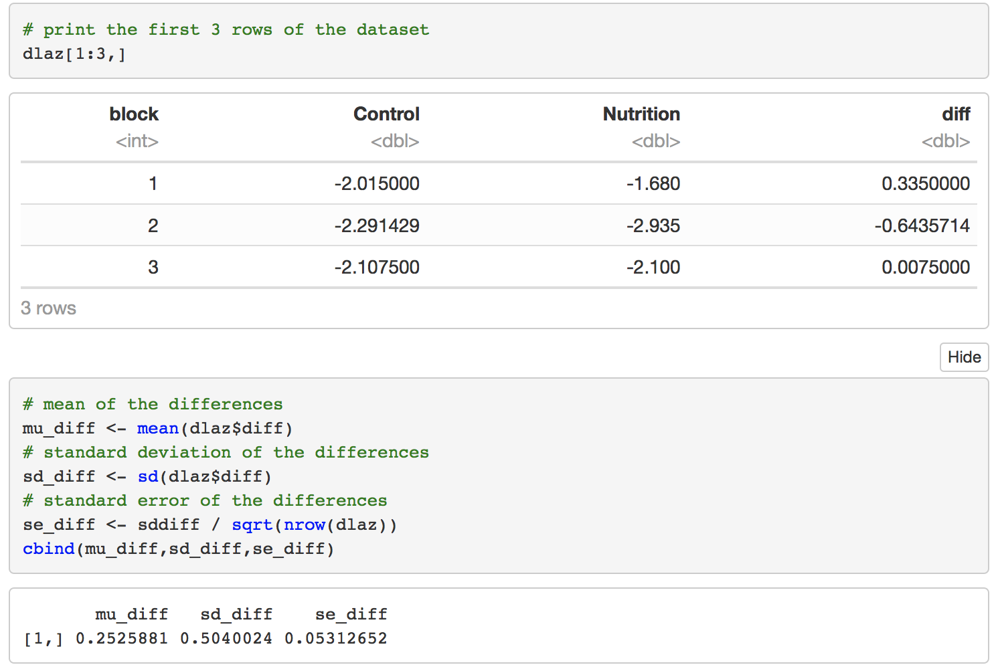 # print the first 3 rows of the dataset
dlaz[1:3,]
block Control Nutrition diff
<int> <dbl> <dbl> <dbl>
1 -2.015000 -1.680 0.3350000
2 -2.291429 -2.935 -0.6435714
3 -2.107500 -2.100 0.0075000
3 rows
Hide
# mean of the differences
mu_diff <- mean(dlaz$diff)
# standard deviation of the differences
sd_diff <- sd(dlaz$diff)
# standard error of the differences
se_diff <- sddiff / sqrt(nrow(dlaz))
cbind(mu_diff,sd_diff,se_diff)
mu_diff sd_diff se_diff
[1,] 0.2525881 0.5040024 0.05312652